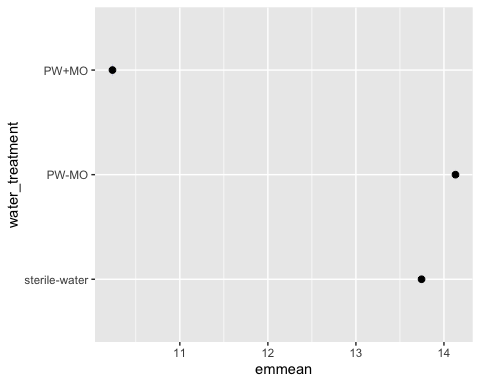 water_treatment
PW+MO
PW-MO
sterile-water
11 12 13 14
emmean